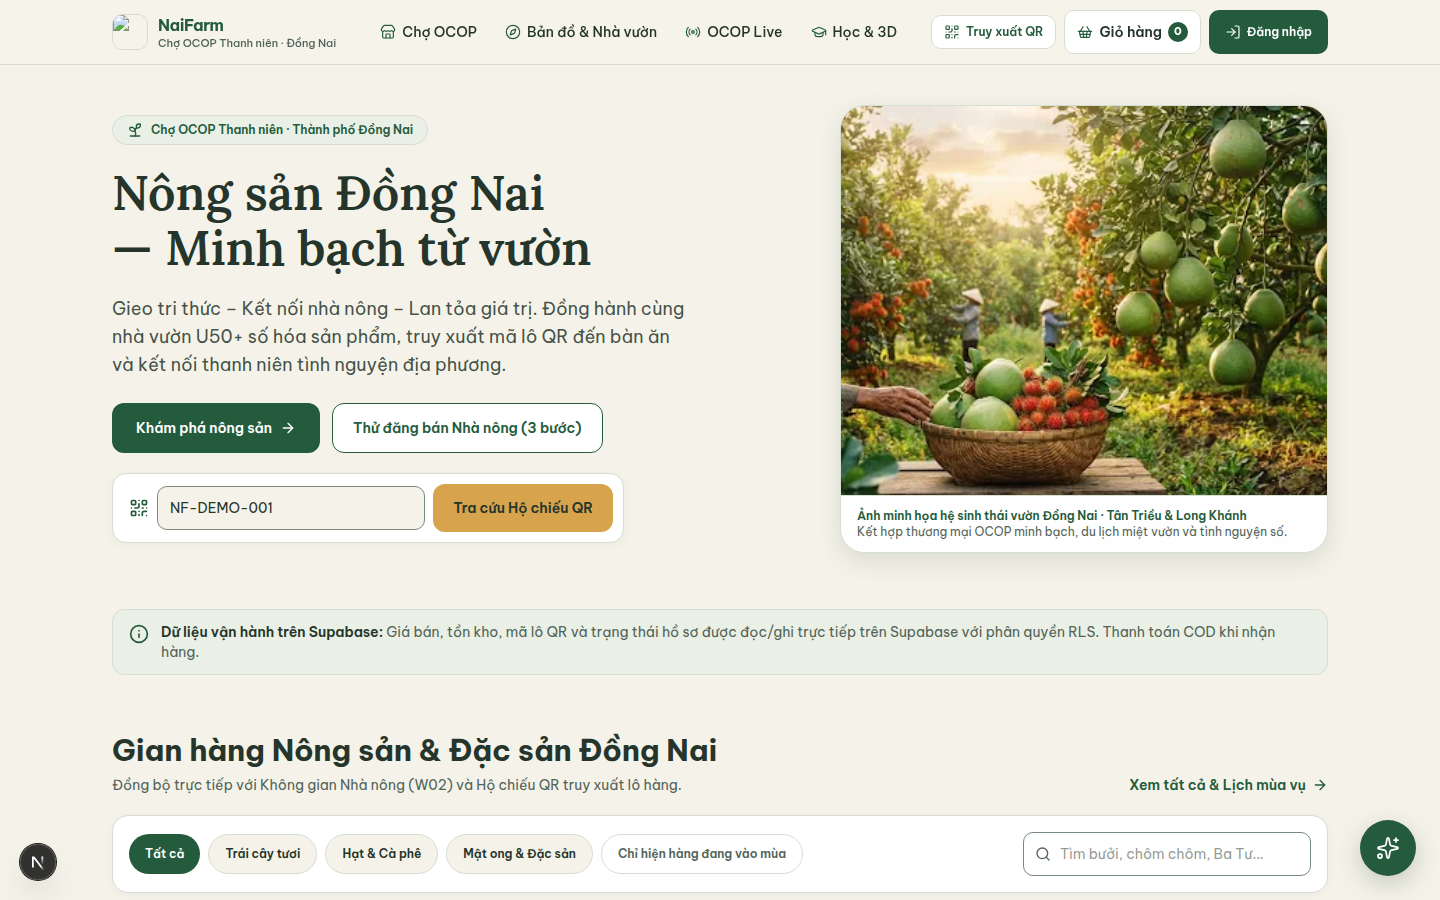 NaiFarm
Chợ OCOP Thanh niên · Đồng Nai
Chợ OCOP
Bản đồ & Nhà vườn
OCOP Live
Học & 3D
Truy xuất QR
Giỏ hàng 0
Đăng nhập
Chợ OCOP Thanh niên · Thành phố Đồng Nai
Nông sản Đồng Nai
— Minh bạch từ vườn
Gieo tri thức – Kết nối nhà nông – Lan tỏa giá trị. Đồng hành cùng
nhà vườn U50+ số hóa sản phẩm, truy xuất mã lô QR đến bàn ăn
và kết nối thanh niên tình nguyện địa phương.
Khám phá nông sản
Thử đăng bán Nhà nông (3 bước)
NF-DEMO-001
Tra cứu Hộ chiếu QR
Ảnh minh họa hệ sinh thái vườn Đồng Nai · Tân Triều & Long Khánh
Kết hợp thương mại OCOP minh bạch, du lịch miệt vườn và tình nguyện số.
Dữ liệu vận hành trên Supabase: Giá bán, tồn kho, mã lô QR và trạng thái hồ sơ được đọc/ghi trực tiếp trên Supabase với phân quyền RLS. Thanh toán COD khi nhận
hàng.
Gian hàng Nông sản & Đặc sản Đồng Nai
Đồng bộ trực tiếp với Không gian Nhà nông (W02) và Hộ chiếu QR truy xuất lô hàng.
Xem tất cả & Lịch mùa vụ
Tất cả
Trái cây tươi
Hạt & Cà phê
Mật ong & Đặc sản
Chỉ hiện hàng đang vào mùa
Tìm bưởi, chôm chôm, Ba Tư...
N